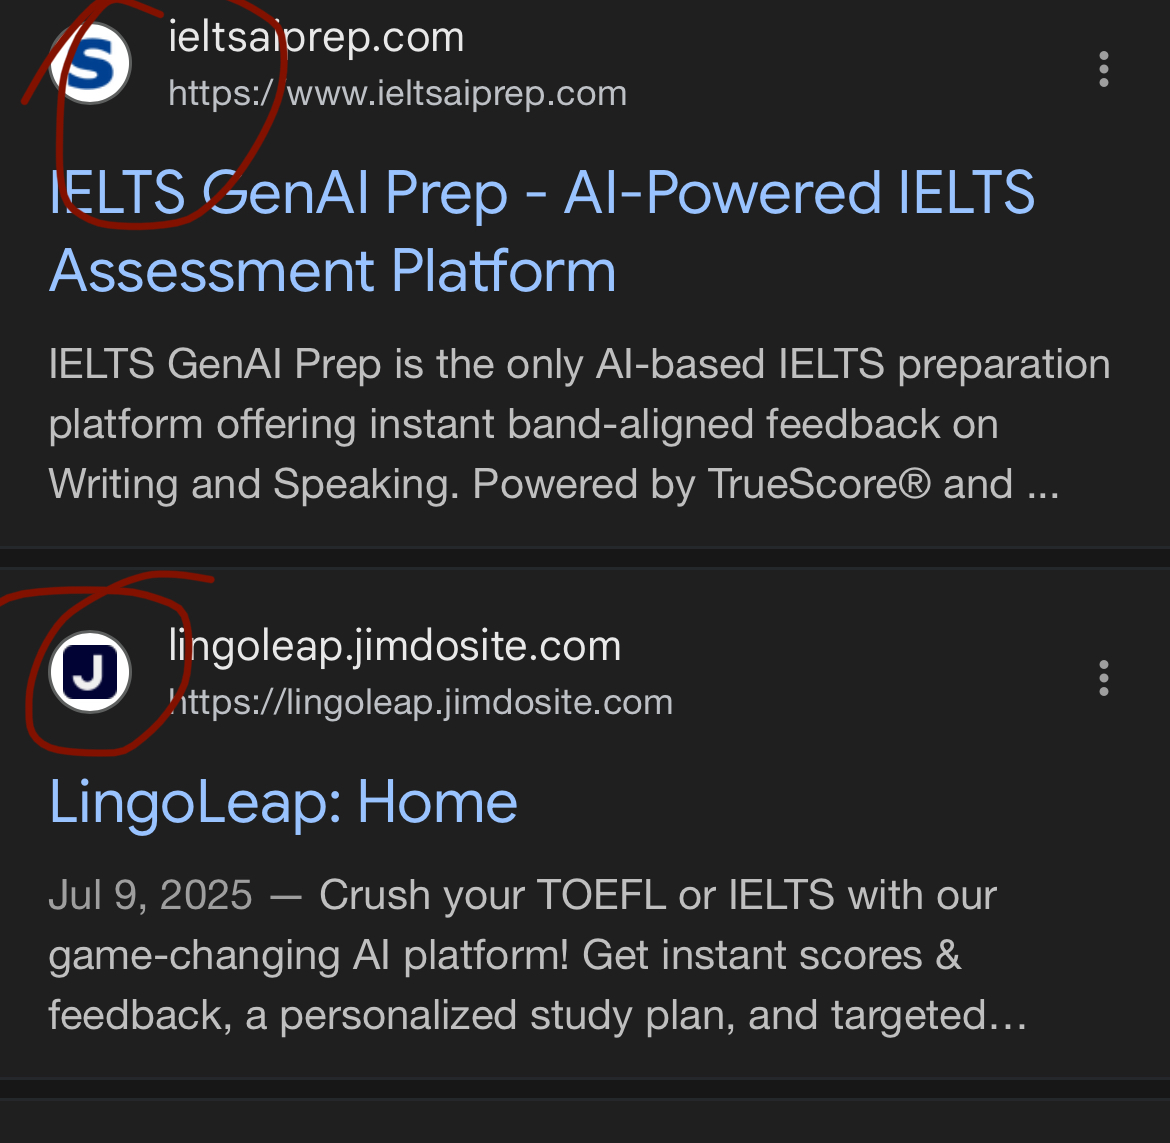 S
ieltsaiprep.com
https://www.ieltsaiprep.com
IELTS GenAI Prep - AI-Powered IELTS
Assessment Platform
IELTS GenAI Prep is the only AI-based IELTS preparation
platform offering instant band-aligned feedback on
Writing and Speaking. Powered by TrueScore® and ...
J
lingoleap.jimdosite.com
https://lingoleap.jimdosite.com
LingoLeap: Home
Jul 9, 2025 — Crush your TOEFL or IELTS with our
game-changing AI platform! Get instant scores &
feedback, a personalized study plan, and targeted...